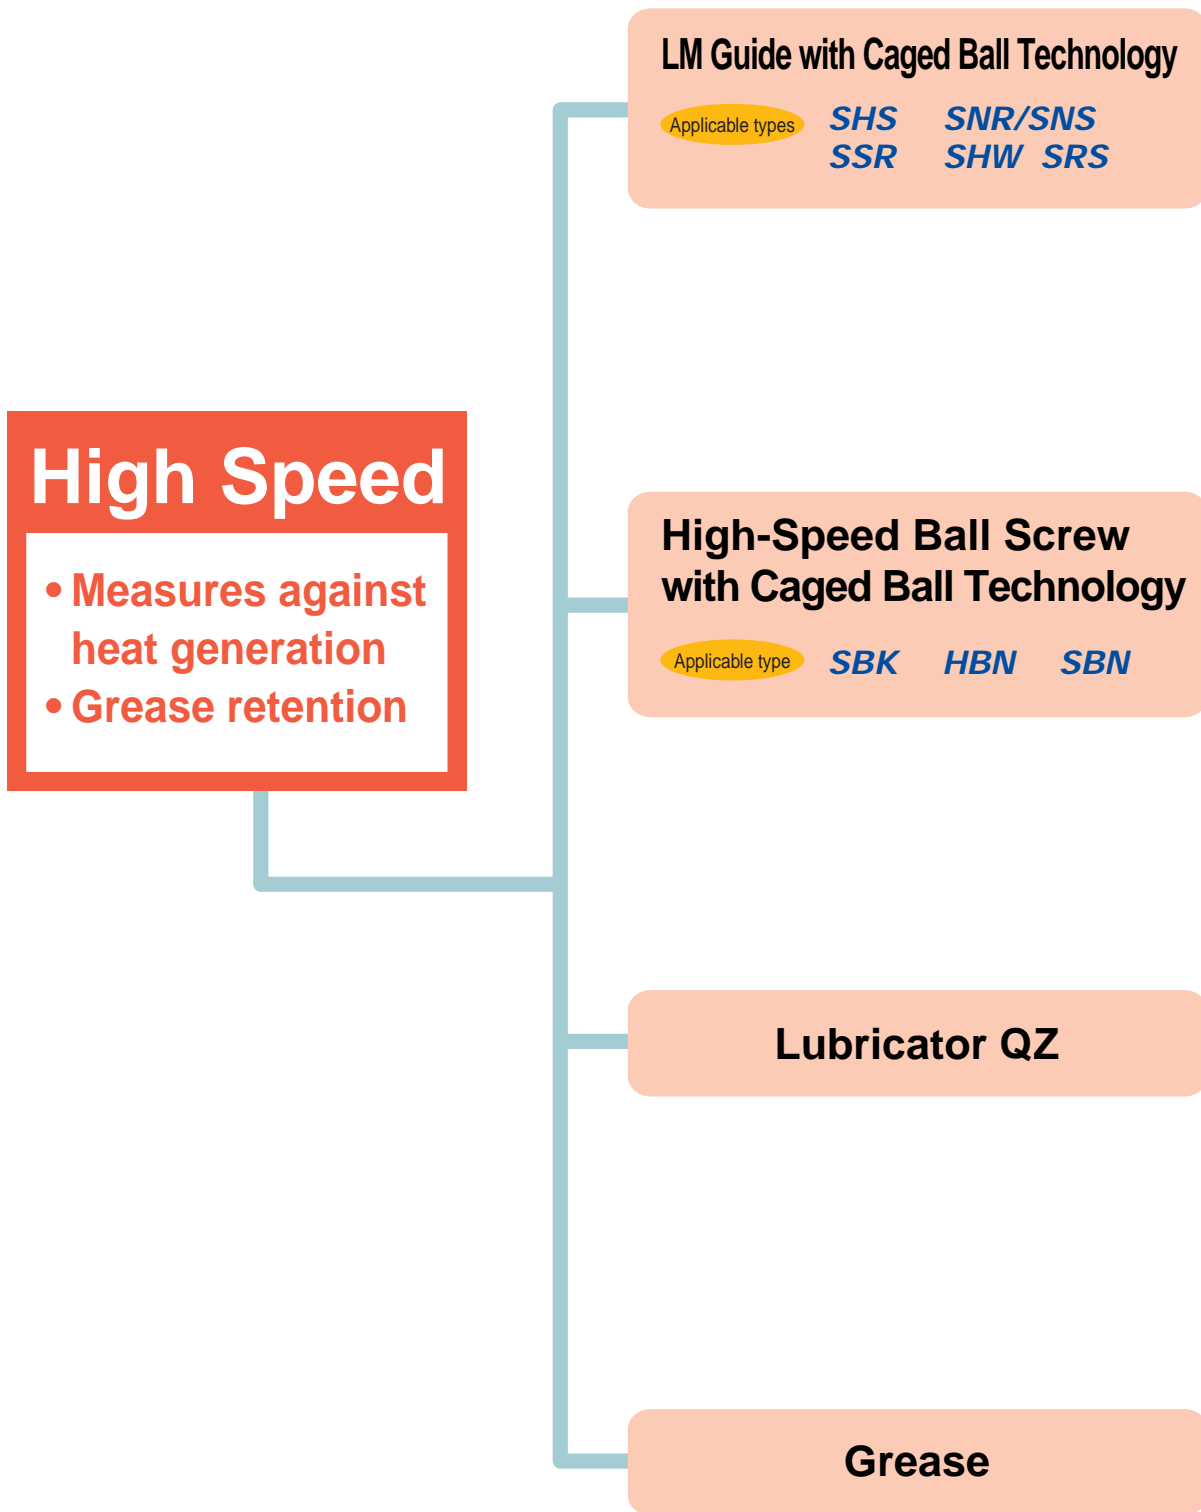 High Speed
• Measures against
heat generation
• Grease retention
LM Guide with Caged Ball Technology
Applicable types SHS SNR/SNS
SSR SHW SRS
High-Speed Ball Screw
with Caged Ball Technology
Applicable type SBK HBN SBN
Lubricator QZ
Grease